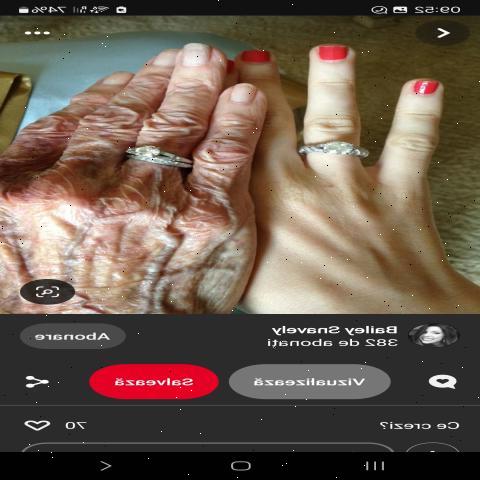 09:52 74%
Bailey Snavely
382 de abonați
Abonare
Vizualizează
Salvează
Ce crezi?
70